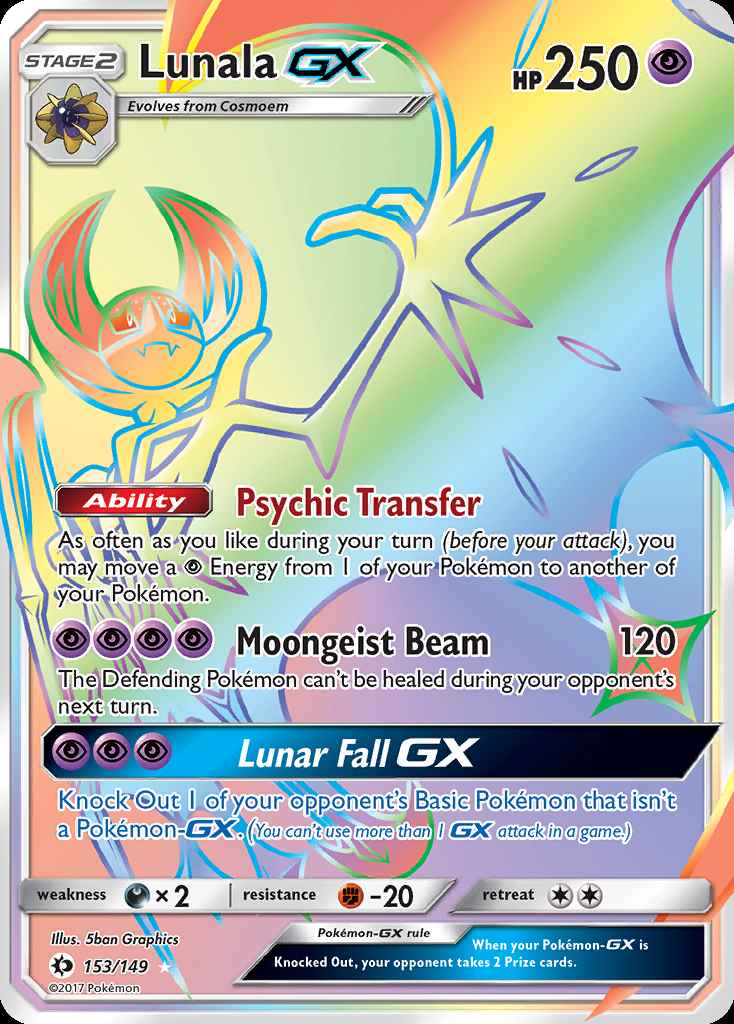 STAGE2 Lunala GX HP250
Evolves from Cosmoem
Ability Psychic Transfer
As often as you like during your turn (before your attack), you
may move a Energy from 1 of your Pokémon to another of
your Pokémon.
Moongeist Beam 120
The Defending Pokémon can't be healed during your opponent's
next turn.
Lunar Fall GX
Knock Out 1 of your opponent's Basic Pokémon that isn't
a Pokémon-GX. (You can't use more than 1 GX attack in a game.)
weakness ×2 resistance -20 retreat
Illus. 5ban Graphics
153/149
©2017 Pokémon
Pokémon-GX rule
When your Pokémon-GX is
Knocked Out, your opponent takes 2 Prize cards.